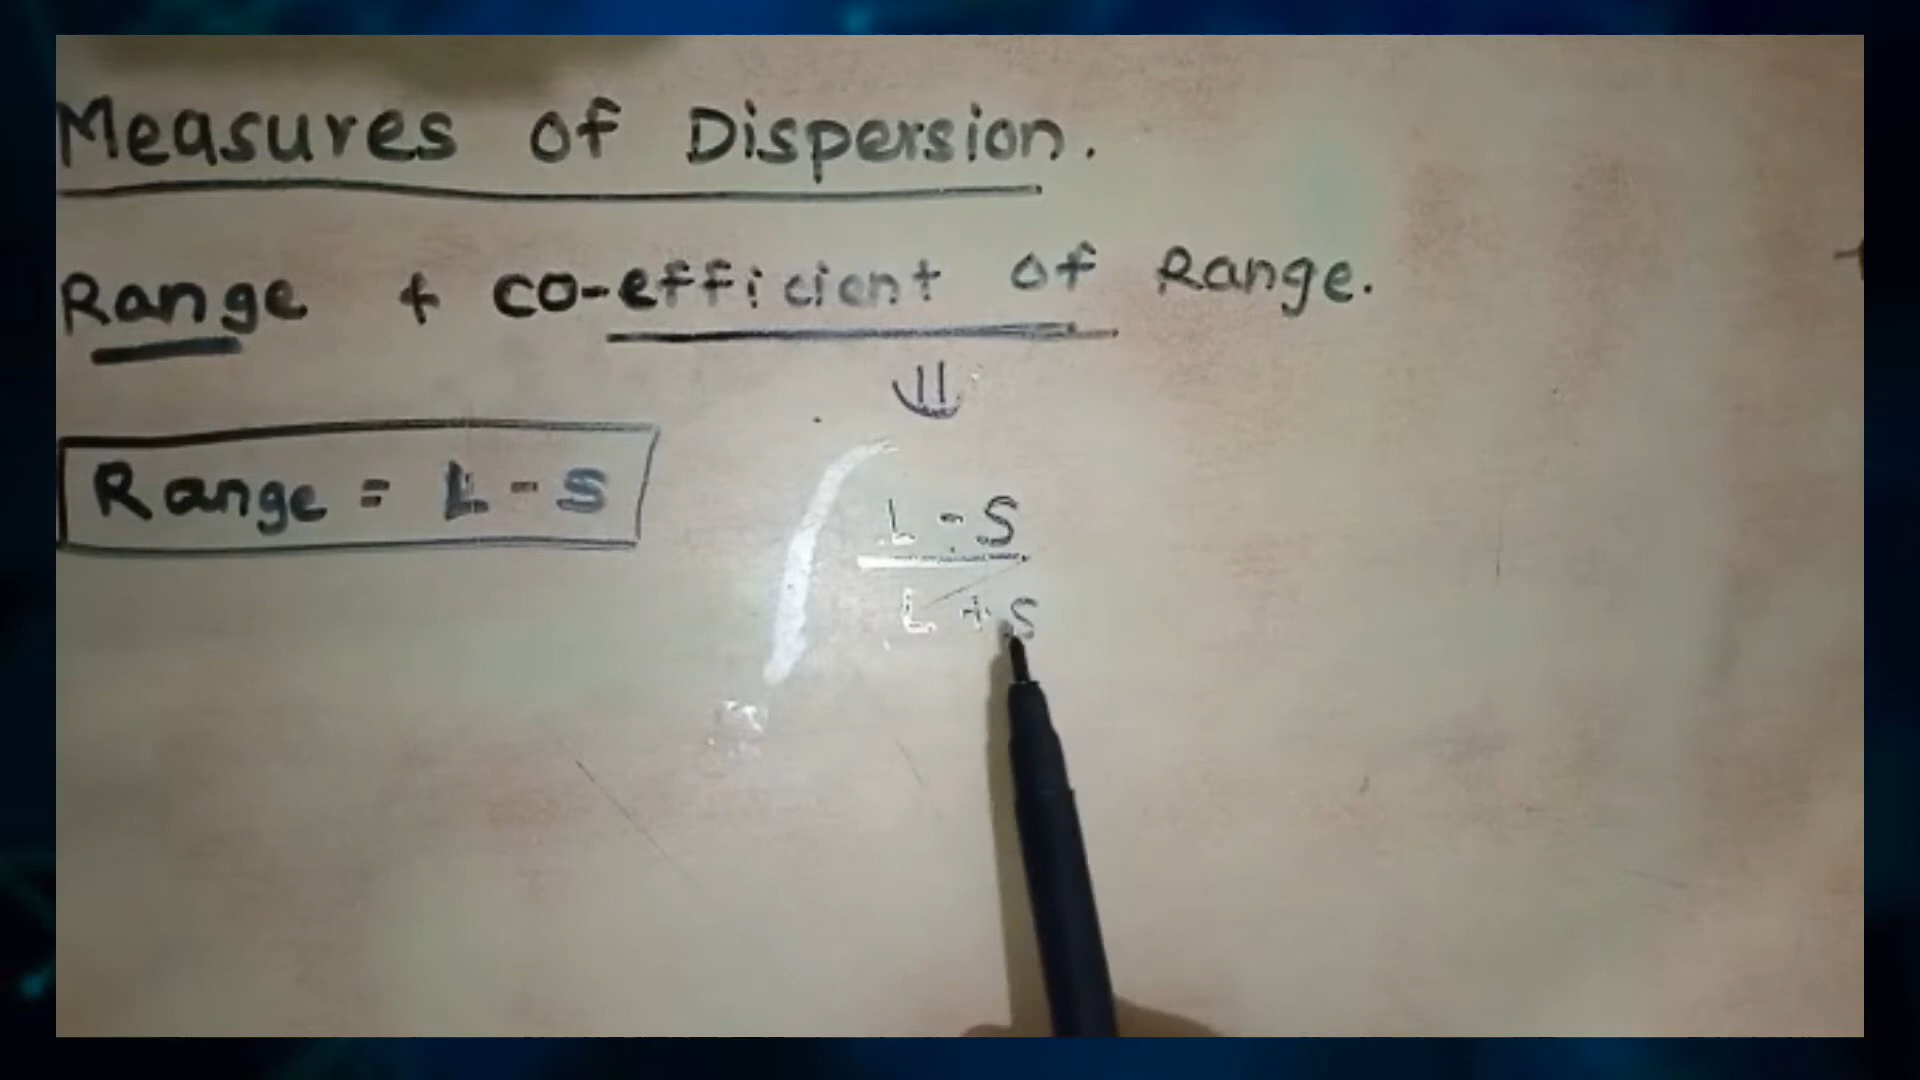 Measures of Dispersion.
Range + co-efficient of Range.
Range = L - S
L - S
L + S